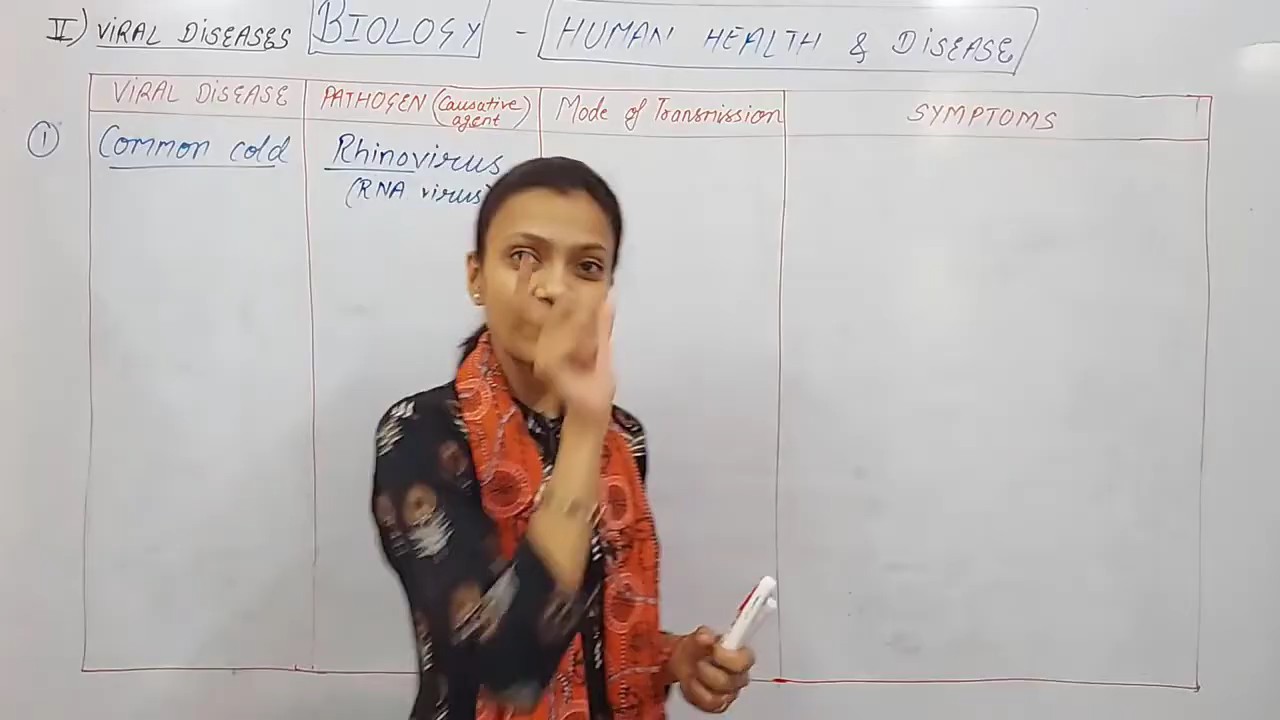 II) VIRAL DISEASES BIOLOGY - HUMAN HEALTH & DISEASE
VIRAL DISEASE PATHOGEN (Causative agent) Mode of Transmission SYMPTOMS
① Common cold Rhinovirus
(RNA virus)